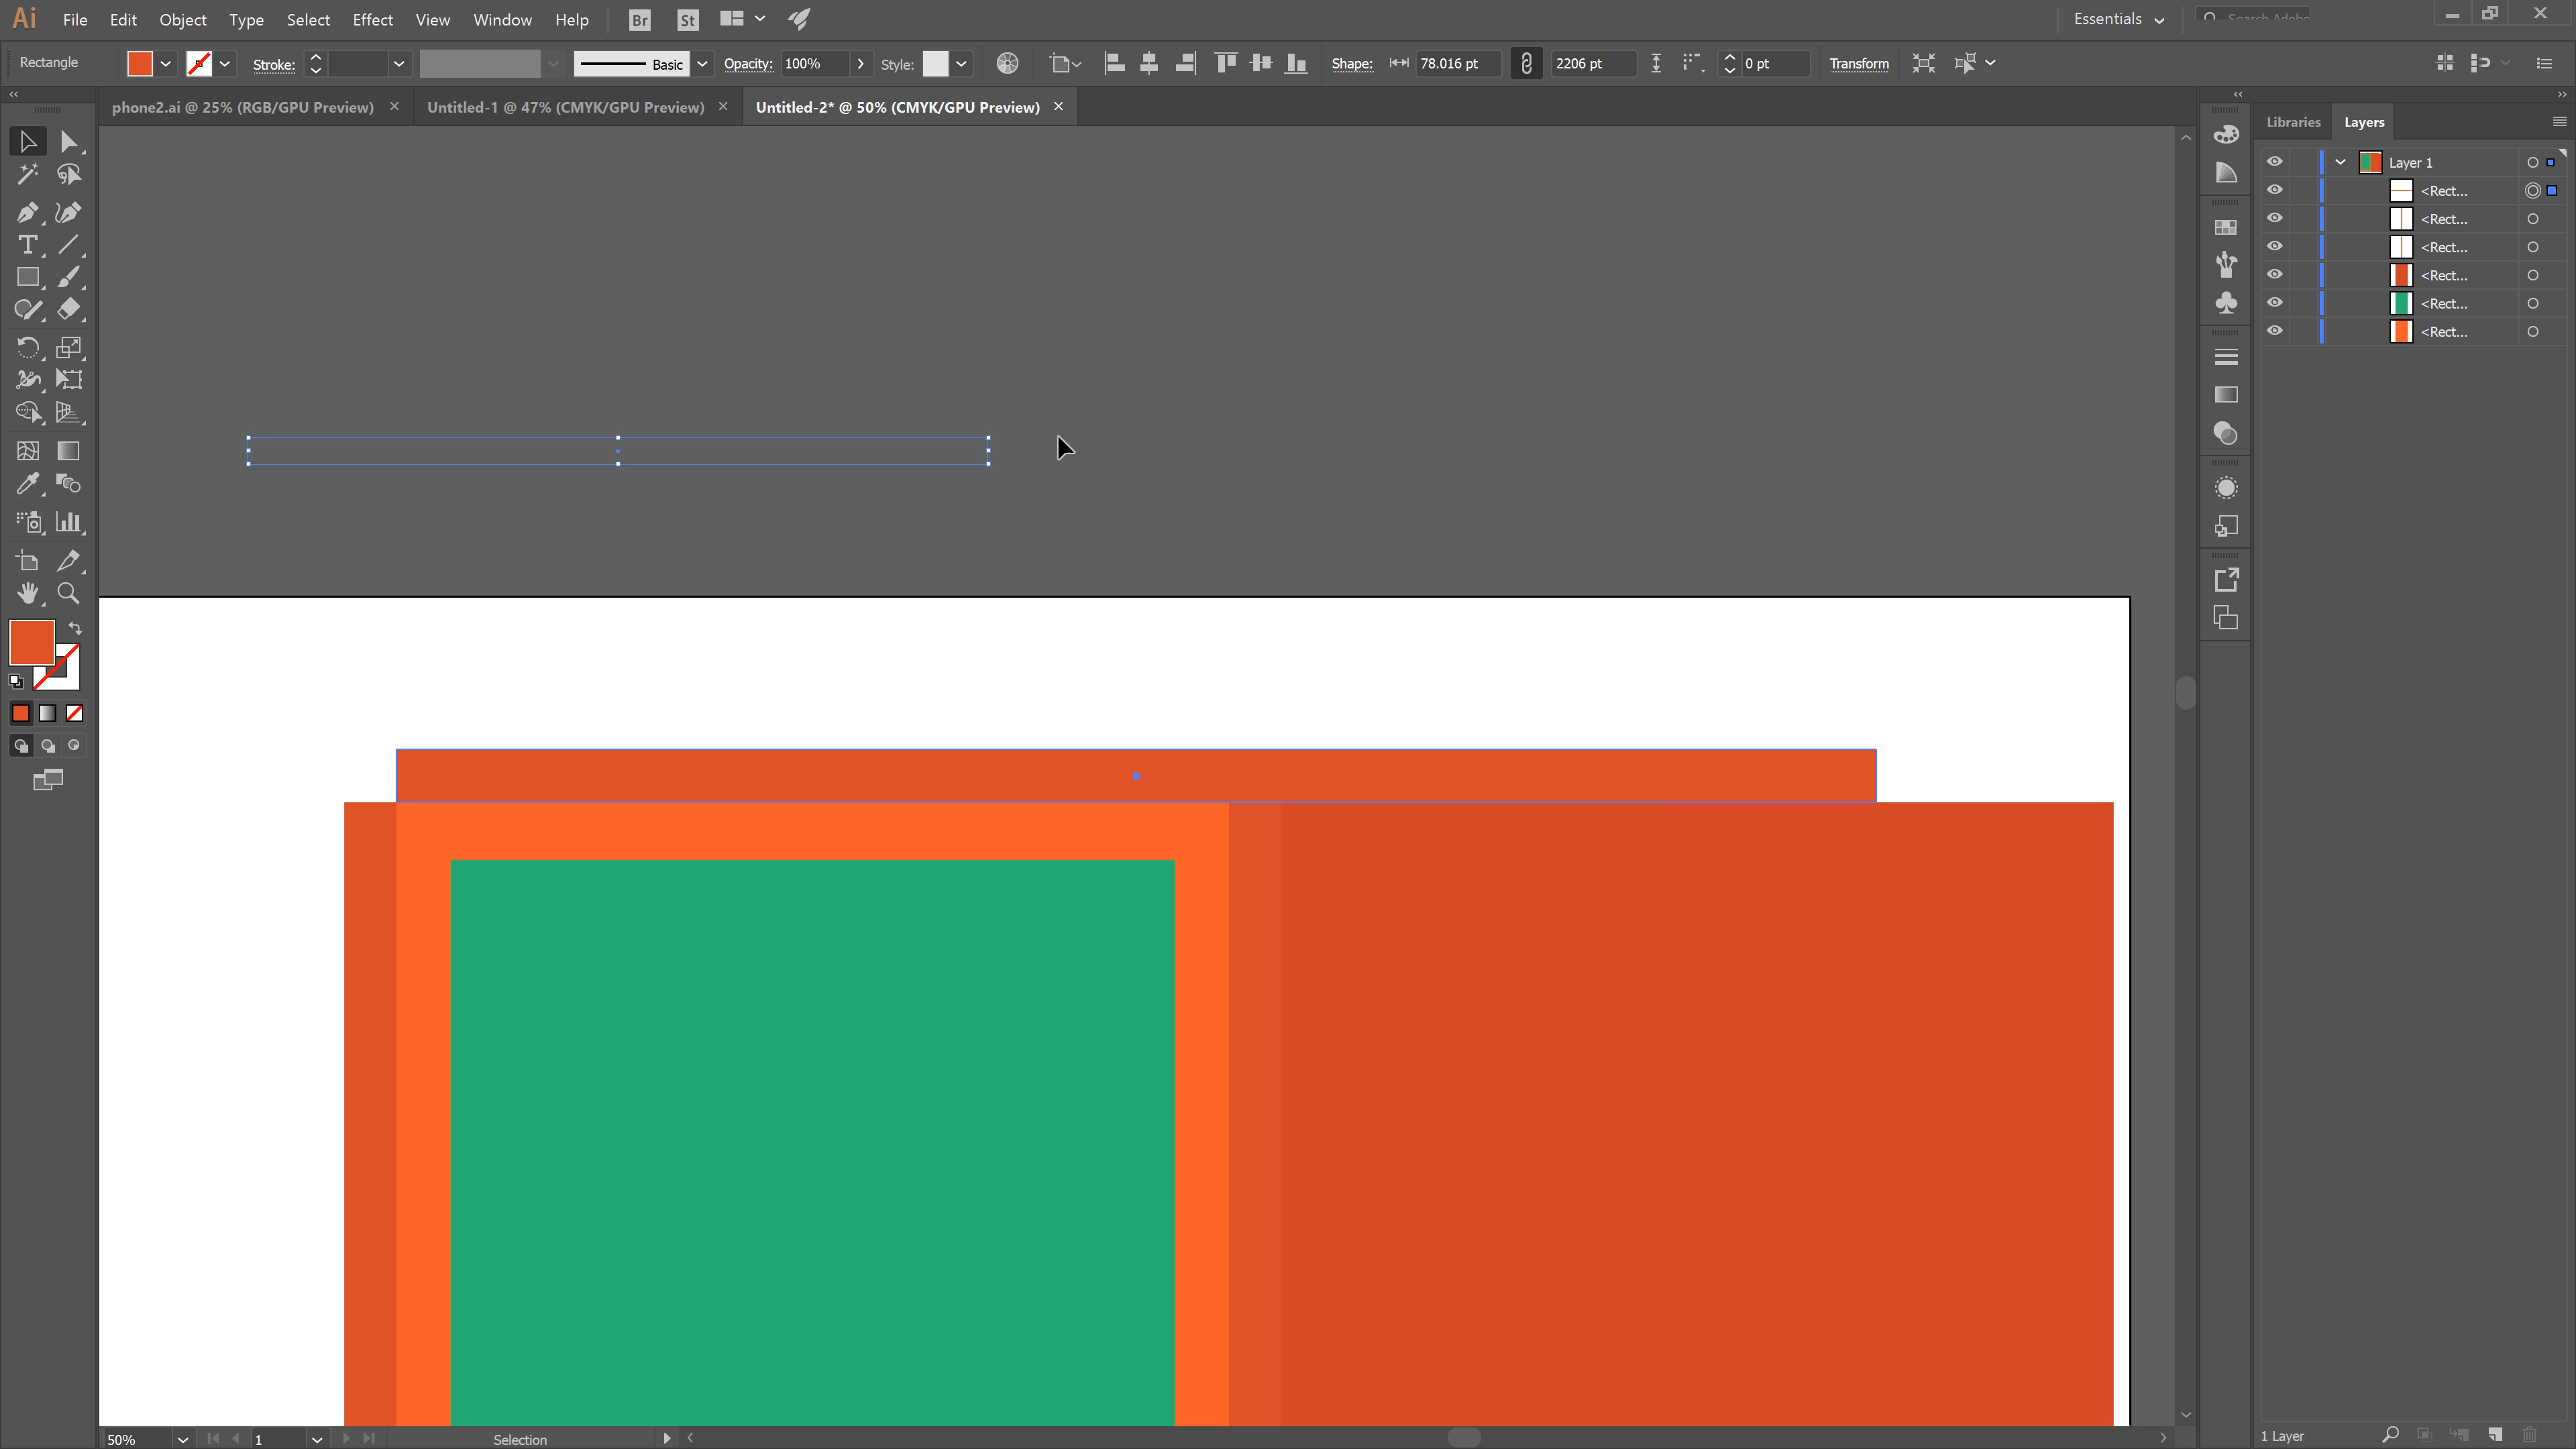 Ai File Edit Object Type Select Effect View Window Help Br St Essentials Search Adobe
Rectangle Stroke: Basic Opacity: 100% Style: Shape: 78.016 pt 2206 pt 0 pt Transform
phone2.ai @ 25% (RGB/GPU Preview) Untitled-1 @ 47% (CMYK/GPU Preview) Untitled-2* @ 50% (CMYK/GPU Preview)
Libraries Layers
Layer 1
<Rect...
<Rect...
<Rect...
<Rect...
<Rect...
<Rect...
50% 1 Selection 1 Layer